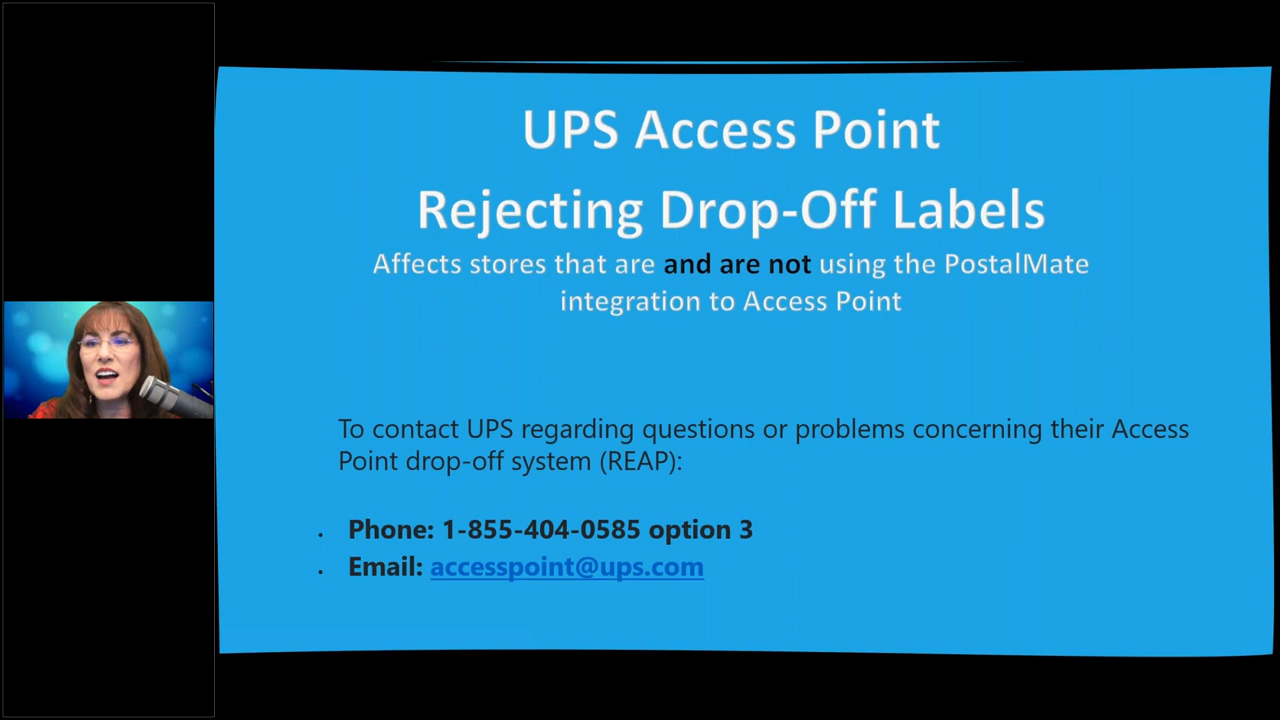 UPS Access Point
Rejecting Drop-Off Labels
Affects stores that are and are not using the PostalMate
integration to Access Point
To contact UPS regarding questions or problems concerning their Access
Point drop-off system (REAP):
• Phone: 1-855-404-0585 option 3
• Email: accesspoint@ups.com